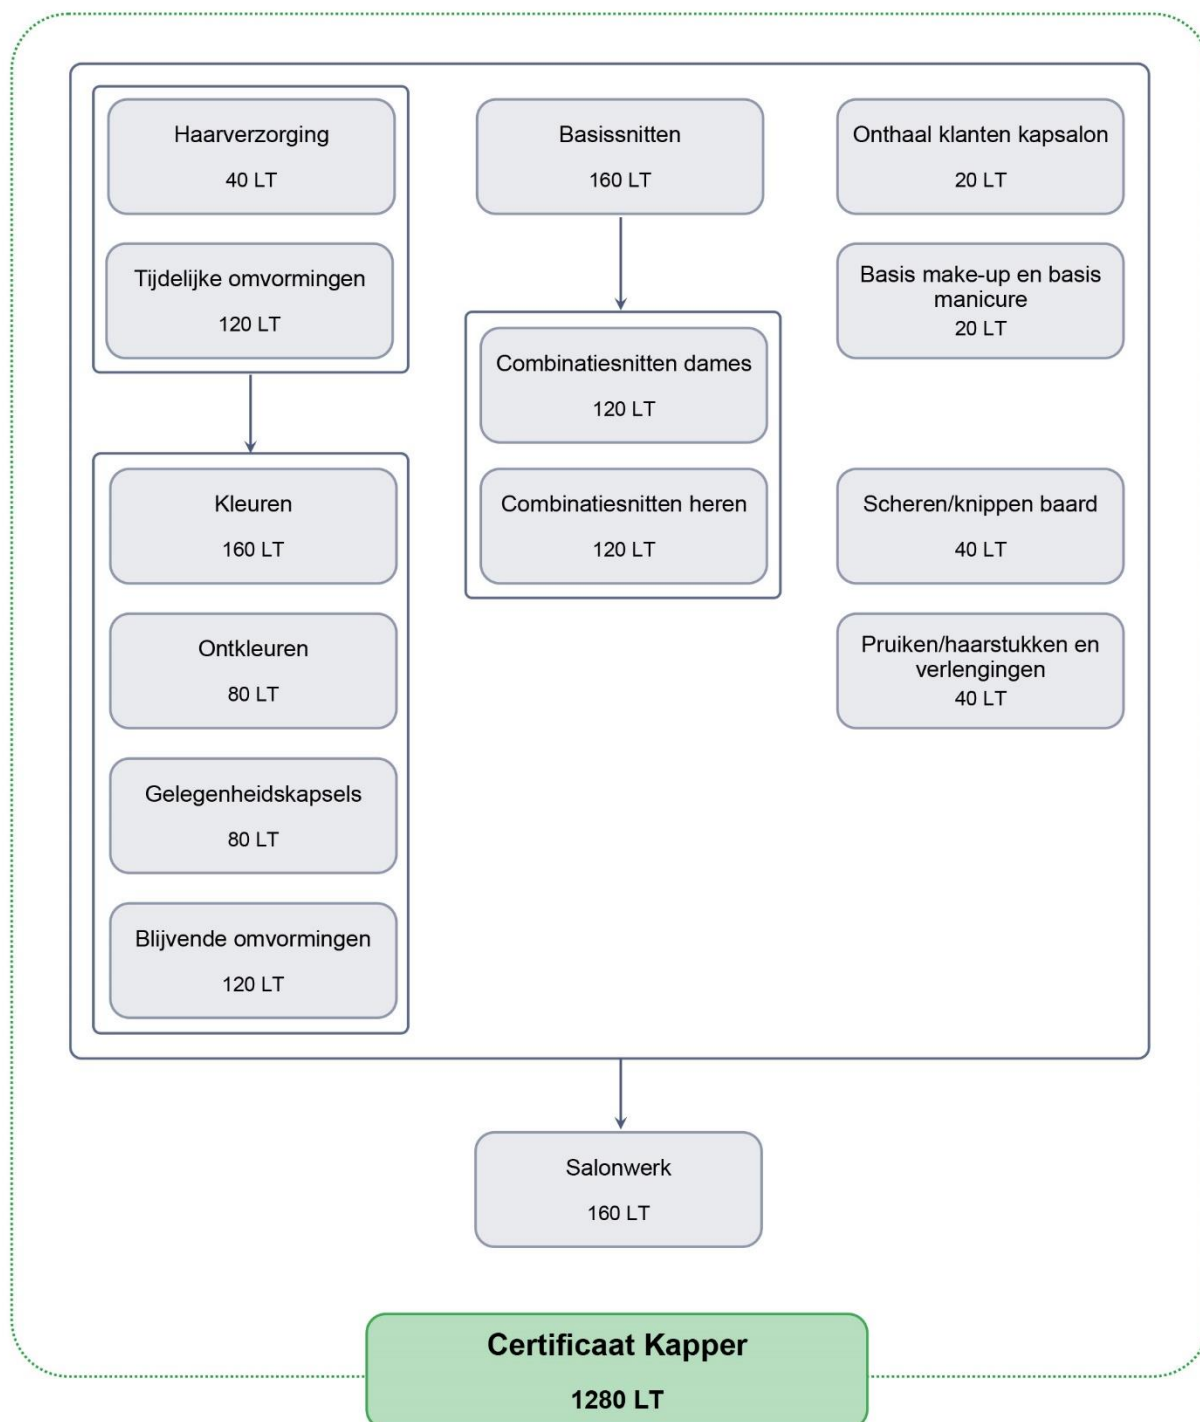 Haarverzorging
40 LT
Tijdelijke omvormingen
120 LT
Kleuren
160 LT
Ontkleuren
80 LT
Gelegenheidskapsels
80 LT
Blijvende omvormingen
120 LT
Basissnitten
160 LT
Combinatiesnitten dames
120 LT
Combinatiesnitten heren
120 LT
Onthaal klanten kapsalon
20 LT
Basis make-up en basis
manicure
20 LT
Scheren/knippen baard
40 LT
Pruiken/haarstukken en
verlengingen
40 LT
Salonwerk
160 LT
Certificaat Kapper
1280 LT